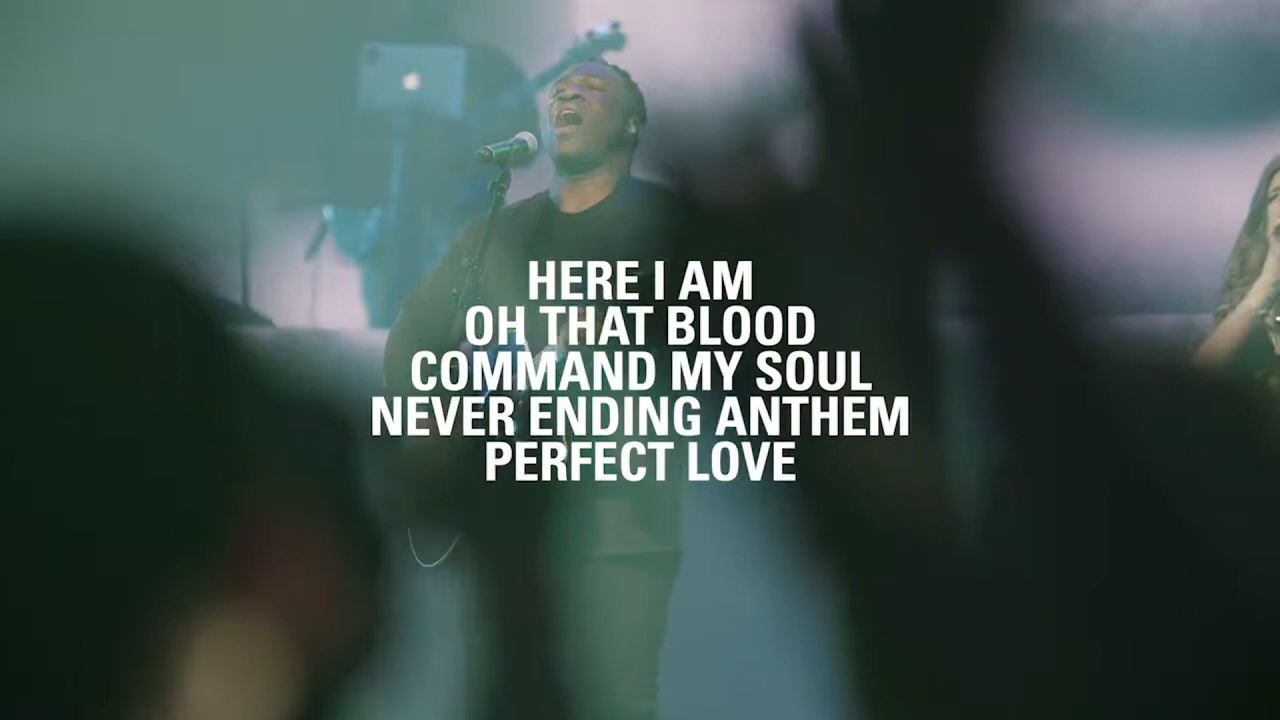 HERE I AM
OH THAT BLOOD
COMMAND MY SOUL
NEVER ENDING ANTHEM
PERFECT LOVE